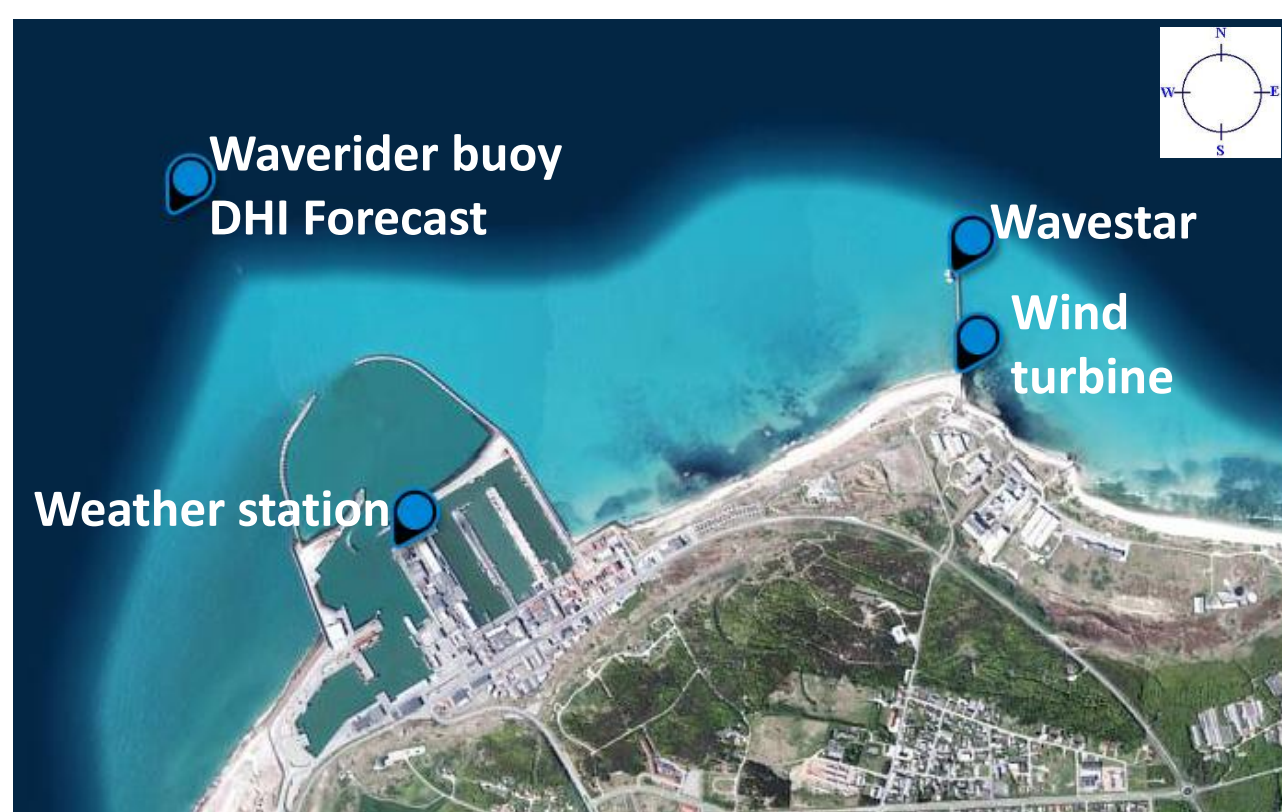 N
W
E
S
Waverider buoy
DHI Forecast
Wavestar
Wind
turbine
Weather station